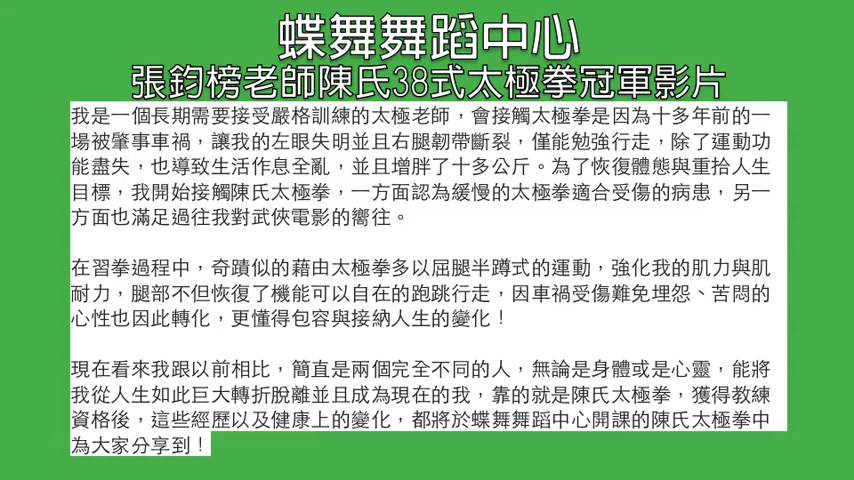 蝶舞舞蹈中心
張鈞榜老師陳氏38式太極拳冠軍影片
我是一個長期需要接受嚴格訓練的太極老師，會接觸太極拳是因為十多年前的一
場被肇事車禍，讓我的左眼失明並且右腿韌帶斷裂，僅能勉強行走，除了運動功
能盡失，也導致生活作息全亂，並且增胖了十多公斤。為了恢復體態與重拾人生
目標，我開始接觸陳氏太極拳，一方面認為緩慢的太極拳適合受傷的病患，另一
方面也滿足過往我對武俠電影的嚮往。
在習拳過程中，奇蹟似的藉由太極拳多以屈腿半蹲式的運動，強化我的肌力與肌
耐力，腿部不但恢復了機能可以自在的跑跳行走，因車禍受傷難免埋怨、苦悶的
心性也因此轉化，更懂得包容與接納人生的變化！
現在看來我跟以前相比，簡直是兩個完全不同的人，無論是身體或是心靈，能將
我從人生如此巨大轉折脫離並且成為現在的我，靠的就是陳氏太極拳，獲得教練
資格後，這些經歷以及健康上的變化，都將於蝶舞舞蹈中心開課的陳氏太極拳中
為大家分享到！